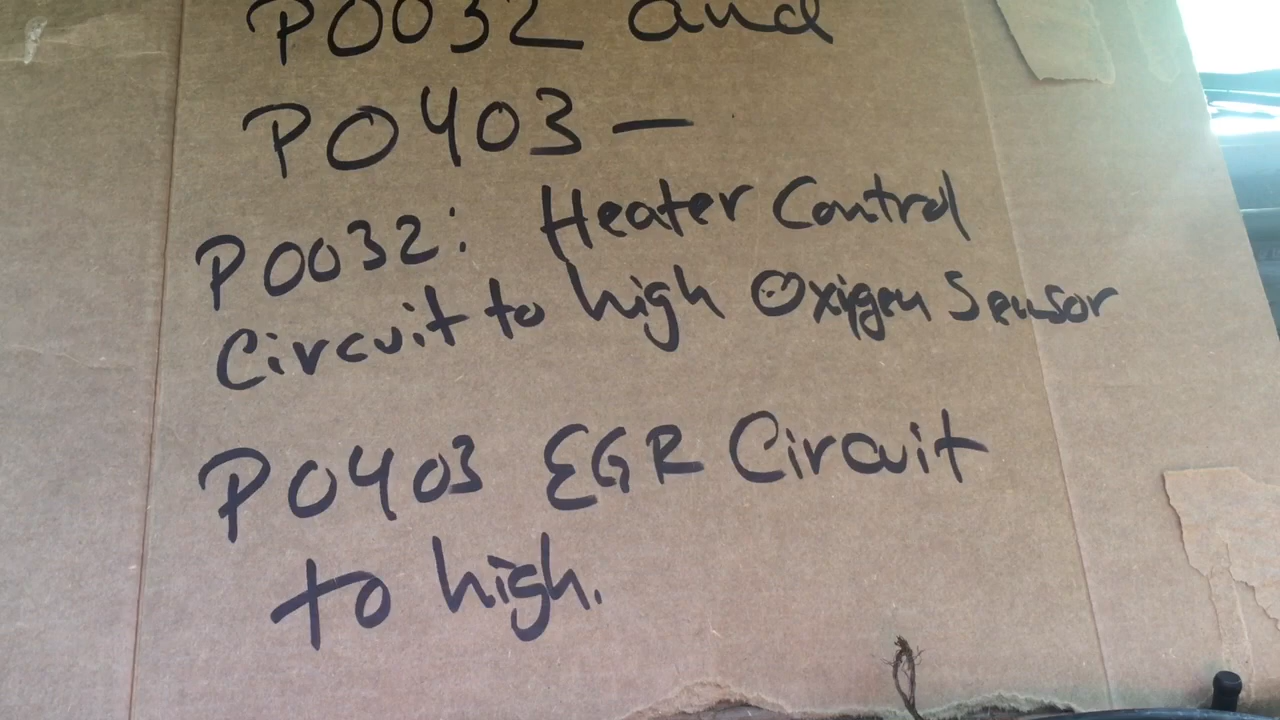 P0032 and
P0403 —
P0032: Heater Control
Circuit to high Oxigen Sensor
P0403 EGR Circuit
to high.